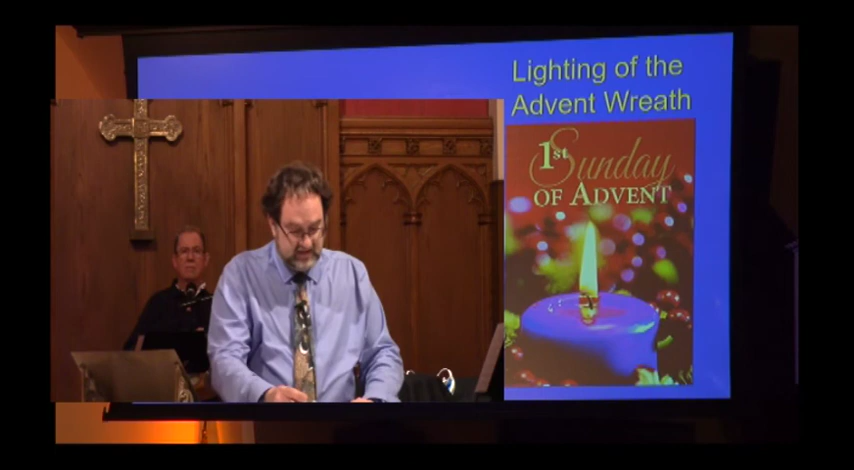 Lighting of the
Advent Wreath
1st Sunday
OF ADVENT